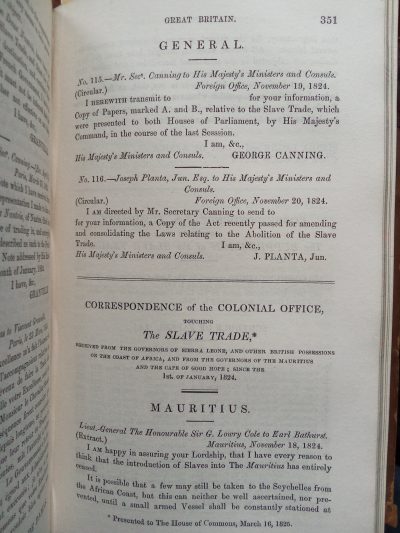 GREAT BRITAIN.
351
GENERAL.
No. 115.—Mr. Secy. Canning to His Majesty's Ministers and Consuls.
(Circular.) Foreign Office, November 19, 1824.
I HEREWITH transmit to for your information, a
Copy of Papers, marked A. and B., relative to the Slave Trade, which
were presented to both Houses of Parliament, by His Majesty's
Command, in the course of the last Session.
I am, &c.,
His Majesty's Ministers and Consuls. GEORGE CANNING.
No. 116.—Joseph Planta, Jun. Esq. to His Majesty's Ministers and
Consuls.
(Circular.) Foreign Office, November 20, 1824.
I am directed by Mr. Secretary Canning to send to
for your information, a Copy of the Act recently passed for amending
and consolidating the Laws relating to the Abolition of the Slave
Trade. I am, &c.,
His Majesty's Ministers and Consuls. J. PLANTA, Jun.
CORRESPONDENCE of the COLONIAL OFFICE,
TOUCHING
The SLAVE TRADE,*
RECEIVED FROM THE GOVERNORS OF SIERRA LEONE, AND OTHER BRITISH POSSESSIONS
ON THE COAST OF AFRICA, AND FROM THE GOVERNORS OF THE MAURITIUS
AND THE CAPE OF GOOD HOPE; SINCE THE
1st. OF JANUARY, 1824.
MAURITIUS.
Lieut.-General The Honourable Sir G. Lowry Cole to Earl Bathurst.
(Extract.) Mauritius, November 18, 1824.
I AM happy in assuring your Lordship, that I have every reason to
think that the introduction of Slaves into The Mauritius has entirely
ceased.
It is possible that a few may still be taken to the Seychelles from
the African Coast, but this can neither be well ascertained, nor pre-
vented, until a small armed Vessel shall be constantly stationed at
* Presented to The House of Commons, March 16, 1825.